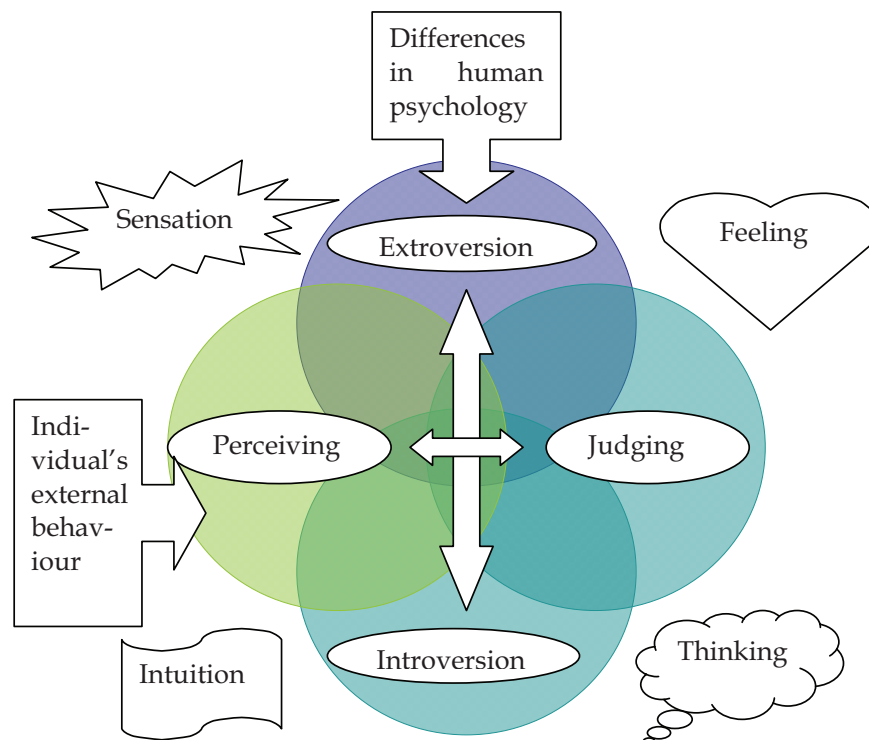 Differences
in human
psychology
Sensation
Extroversion
Feeling
Indi-
vidual's
external
behav-
iour
Perceiving
Judging
Intuition
Introversion
Thinking